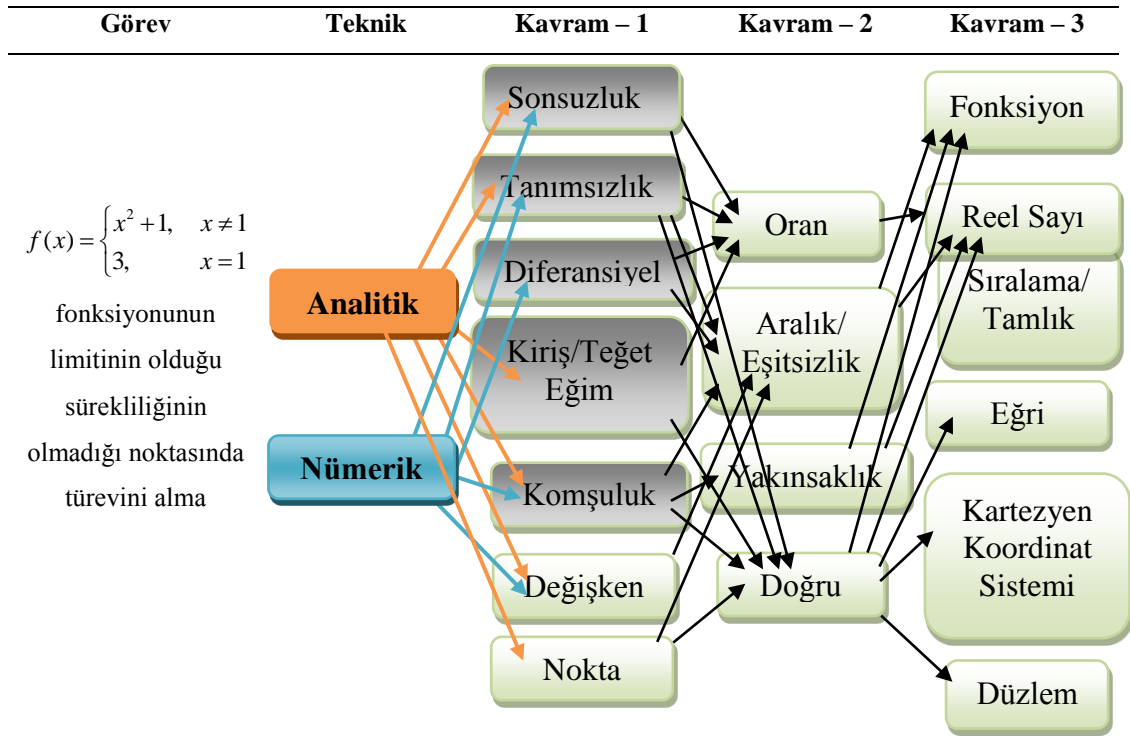 Görev Teknik Kavram – 1 Kavram – 2 Kavram – 3
f(x) = { x² + 1, x ≠ 1
3, x = 1
fonksiyonunun
limitinin olduğu
sürekliliğinin
olmadığı noktasında
türevini alma
Analitik
Nümerik
Sonsuzluk
Tanımsızlık
Diferansiyel
Kiriş/Teğet
Eğim
Komşuluk
Değişken
Nokta
Oran
Aralık/
Eşitsizlik
Yakınsaklık
Doğru
Fonksiyon
Reel Sayı
Sıralama/
Tamlık
Eğri
Kartezyen
Koordinat
Sistemi
Düzlem